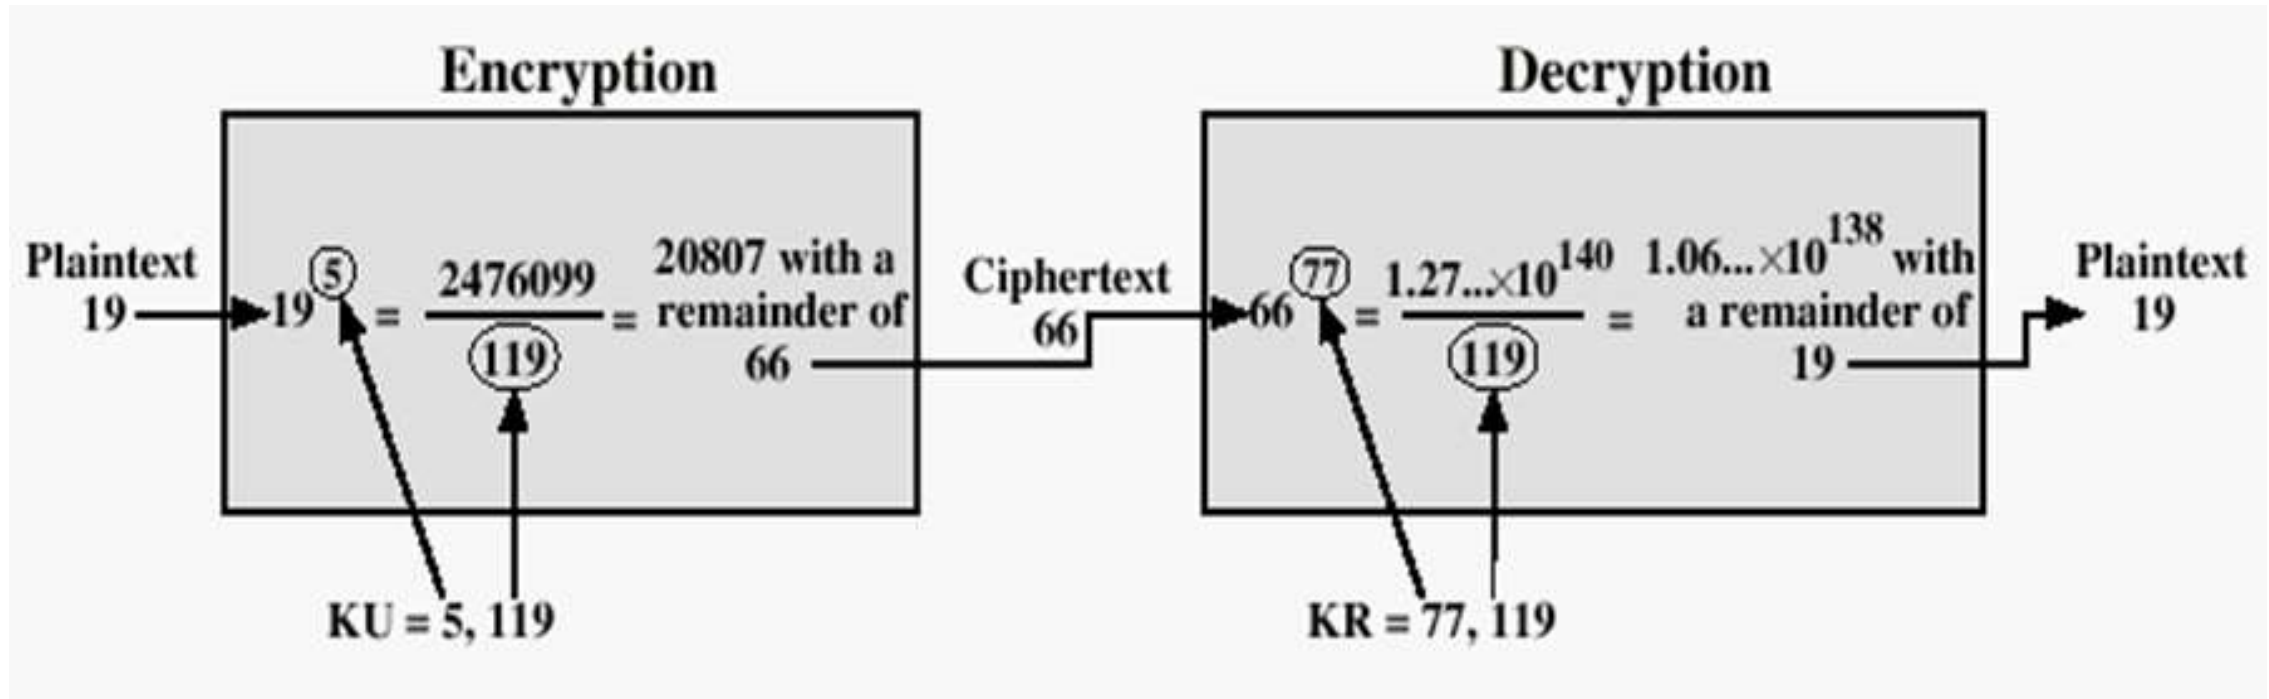 Encryption
Plaintext
19
19^5 = 2476099 / 119 = 20807 with a
remainder of
66
KU = 5, 119
Ciphertext
66
Decryption
66^77 = 1.27...×10^140 / 119 = 1.06...×10^138 with
a remainder of
19
KR = 77, 119
Plaintext
19